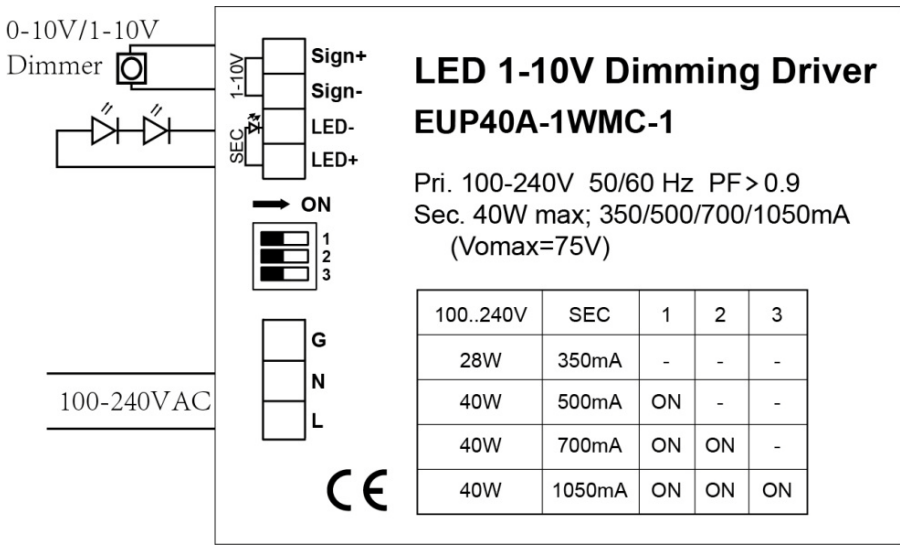 0-10V/1-10V
Dimmer
1-10V
SEC
Sign+
Sign-
LED-
LED+
ON
1
2
3
G
N
L
100-240VAC
CE
LED 1-10V Dimming Driver
EUP40A-1WMC-1
Pri. 100-240V 50/60 Hz PF>0.9
Sec. 40W max; 350/500/700/1050mA
(Vomax=75V)
100..240V SEC 1 2 3
28W 350mA - - -
40W 500mA ON - -
40W 700mA ON ON -
40W 1050mA ON ON ON